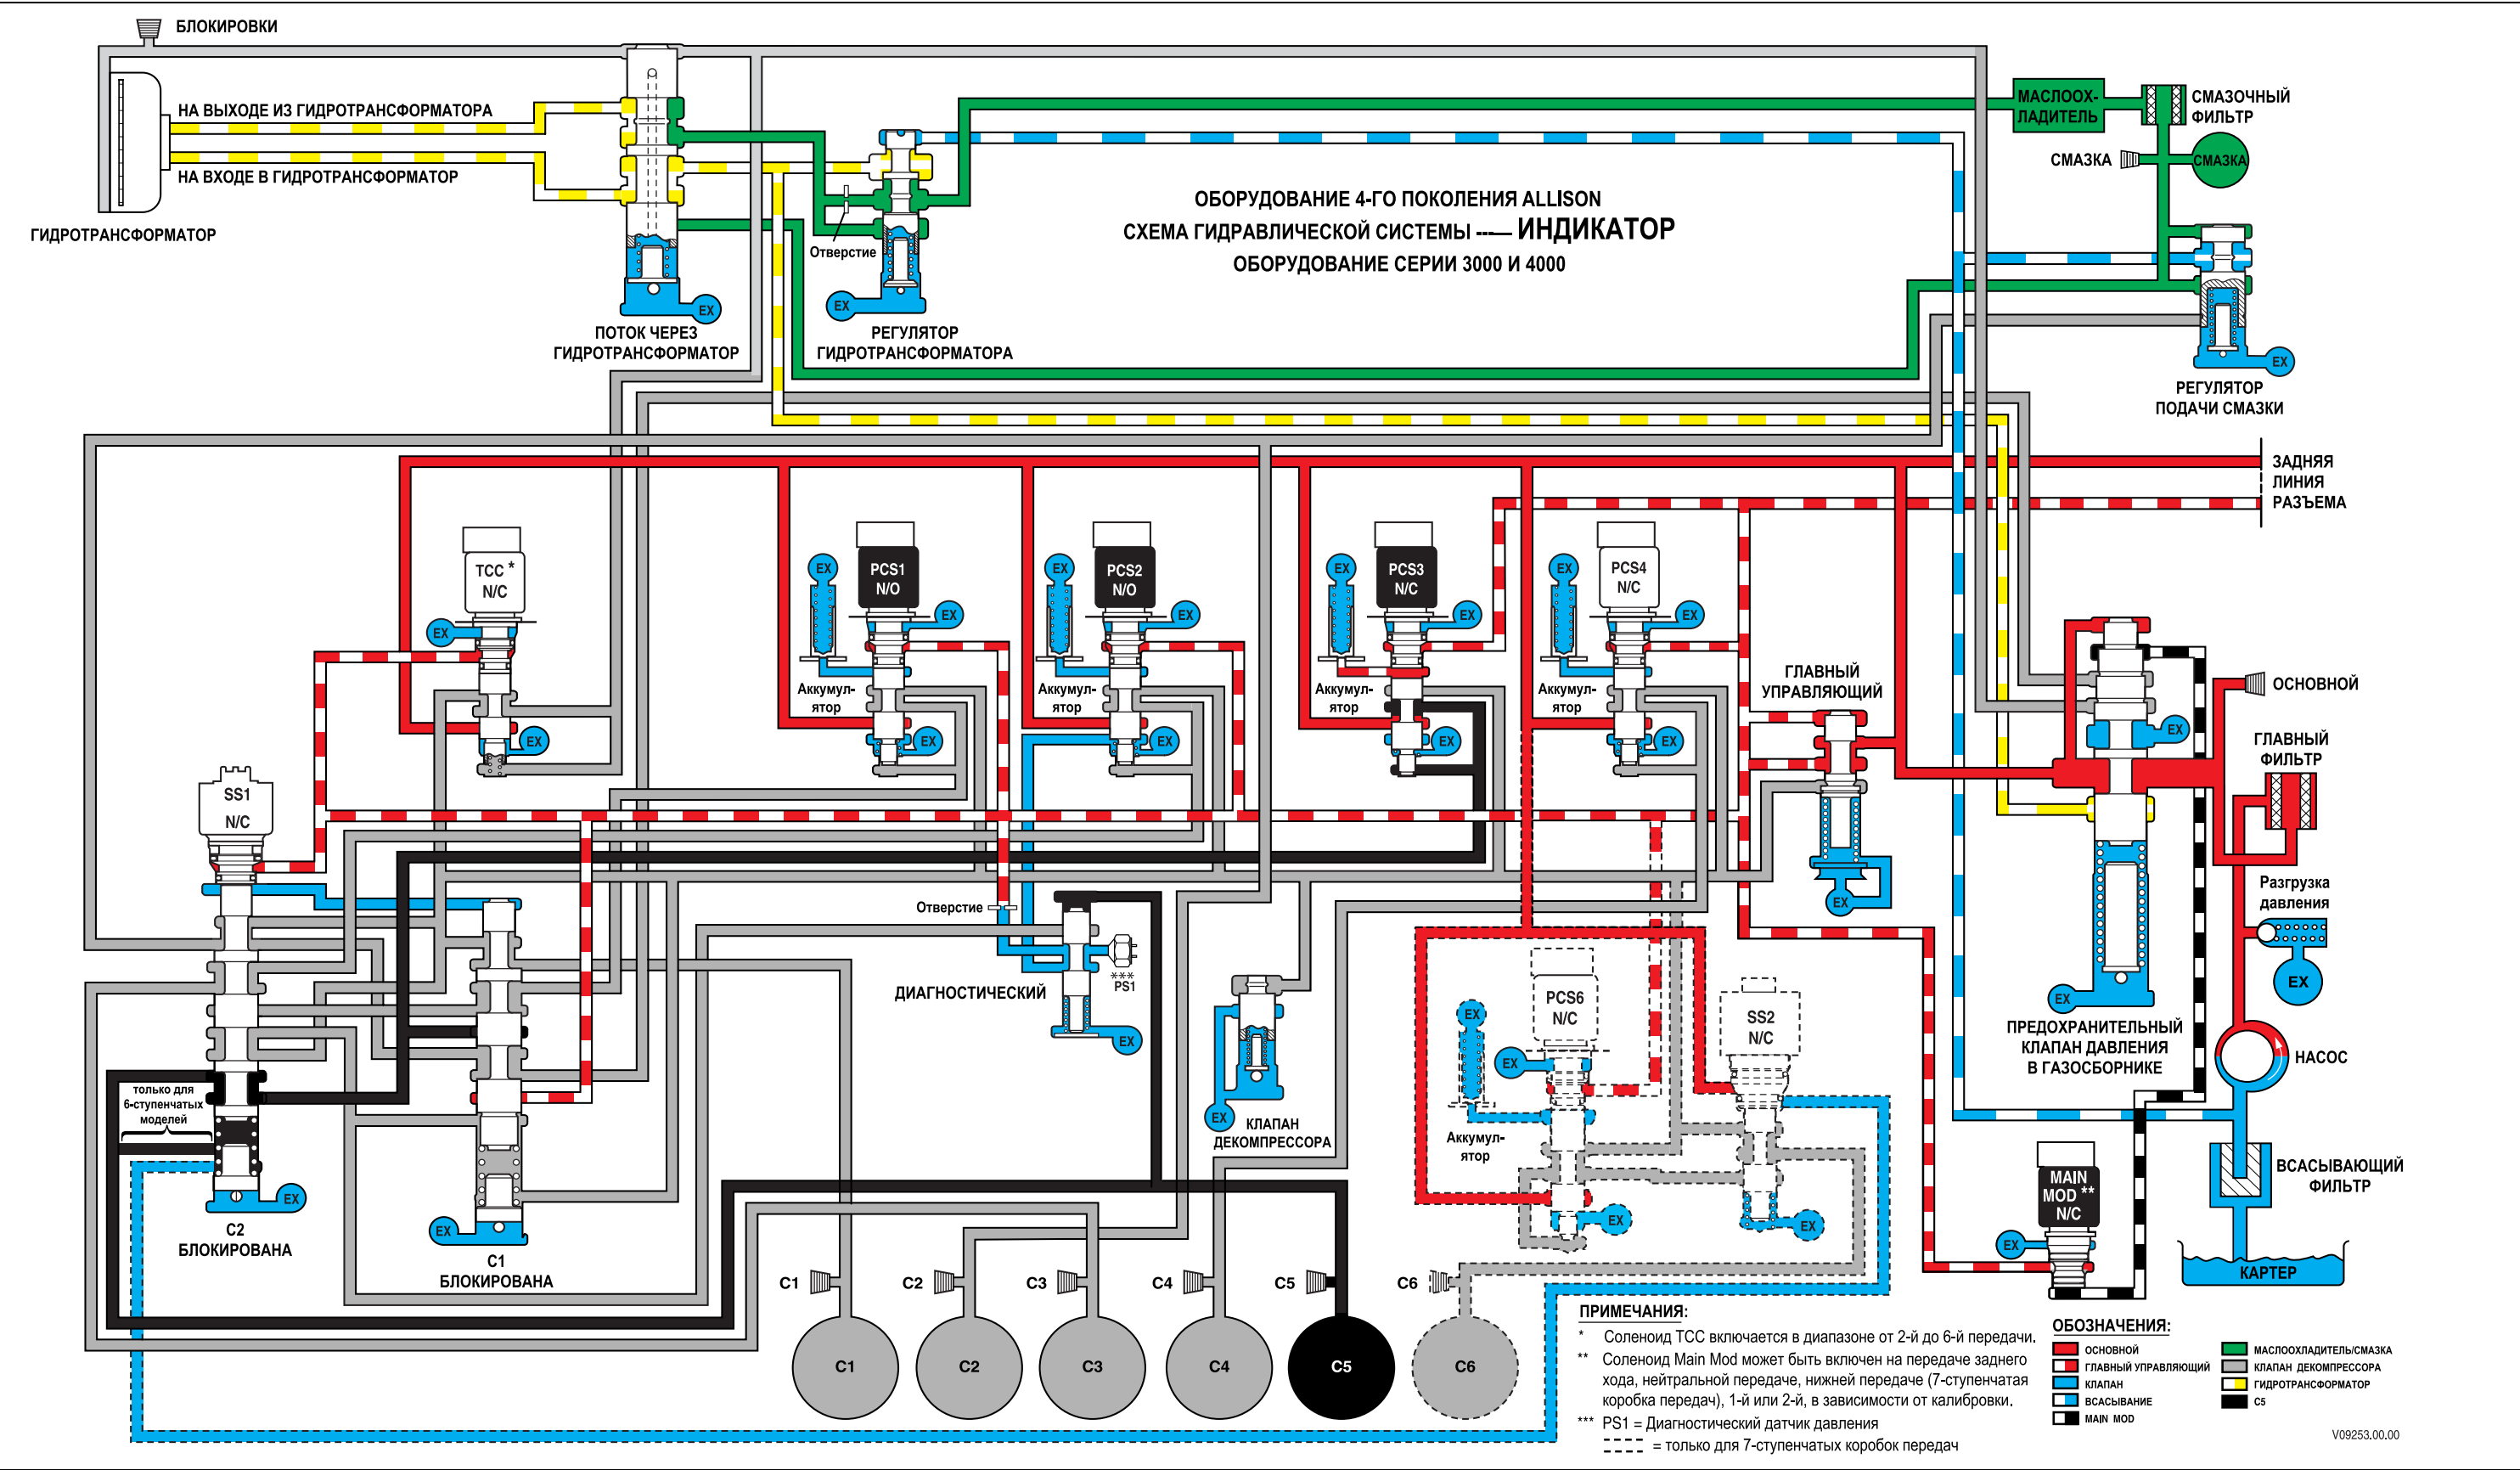 БЛОКИРОВКИ
НА ВЫХОДЕ ИЗ ГИДРОТРАНСФОРМАТОРА
НА ВХОДЕ В ГИДРОТРАНСФОРМАТОР
ГИДРОТРАНСФОРМАТОР
EX
ПОТОК ЧЕРЕЗ
ГИДРОТРАНСФОРМАТОР
Отверстие
EX
РЕГУЛЯТОР
ГИДРОТРАНСФОРМАТОРА
ОБОРУДОВАНИЕ 4-ГО ПОКОЛЕНИЯ ALLISON
СХЕМА ГИДРАВЛИЧЕСКОЙ СИСТЕМЫ ---— ИНДИКАТОР
ОБОРУДОВАНИЕ СЕРИИ 3000 И 4000
МАСЛООХ-
ЛАДИТЕЛЬ
СМАЗОЧНЫЙ
ФИЛЬТР
СМАЗКА
СМАЗКА
EX
РЕГУЛЯТОР
ПОДАЧИ СМАЗКИ
ЗАДНЯЯ
ЛИНИЯ
РАЗЪЕМА
TCC *
N/C
EX
EX
EX
PCS1
N/O
EX
Аккумул-
ятор
EX
EX
PCS2
N/O
EX
Аккумул-
ятор
EX
EX
PCS3
N/C
EX
Аккумул-
ятор
EX
EX
PCS4
N/C
EX
Аккумул-
ятор
EX
ГЛАВНЫЙ
УПРАВЛЯЮЩИЙ
EX
EX
ОСНОВНОЙ
ГЛАВНЫЙ
ФИЛЬТР
Разгрузка
давления
EX
EX
ПРЕДОХРАНИТЕЛЬНЫЙ
КЛАПАН ДАВЛЕНИЯ
В ГАЗОСБОРНИКЕ
НАСОС
ВСАСЫВАЮЩИЙ
ФИЛЬТР
КАРТЕР
SS1
N/C
только для
6-ступенчатых
моделей
EX
C2
БЛОКИРОВАНА
EX
C1
БЛОКИРОВАНА
Отверстие
***
PS1
ДИАГНОСТИЧЕСКИЙ
EX
EX
КЛАПАН
ДЕКОМПРЕССОРА
EX
PCS6
N/C
EX
Аккумул-
ятор
EX
SS2
N/C
EX
MAIN
MOD **
N/C
EX
C1
C2
C3
C4
C5
C6
C1
C2
C3
C4
C5
C6
ПРИМЕЧАНИЯ:
* Соленоид TCC включается в диапазоне от 2-й до 6-й передачи.
** Соленоид Main Mod может быть включен на передаче заднего
хода, нейтральной передаче, нижней передаче (7-ступенчатая
коробка передач), 1-й или 2-й, в зависимости от калибровки.
*** PS1 = Диагностический датчик давления
= только для 7-ступенчатых коробок передач
ОБОЗНАЧЕНИЯ:
ОСНОВНОЙ
ГЛАВНЫЙ УПРАВЛЯЮЩИЙ
КЛАПАН
ВСАСЫВАНИЕ
MAIN MOD
МАСЛООХЛАДИТЕЛЬ/СМАЗКА
КЛАПАН ДЕКОМПРЕССОРА
ГИДРОТРАНСФОРМАТОР
C5
V09253.00.00